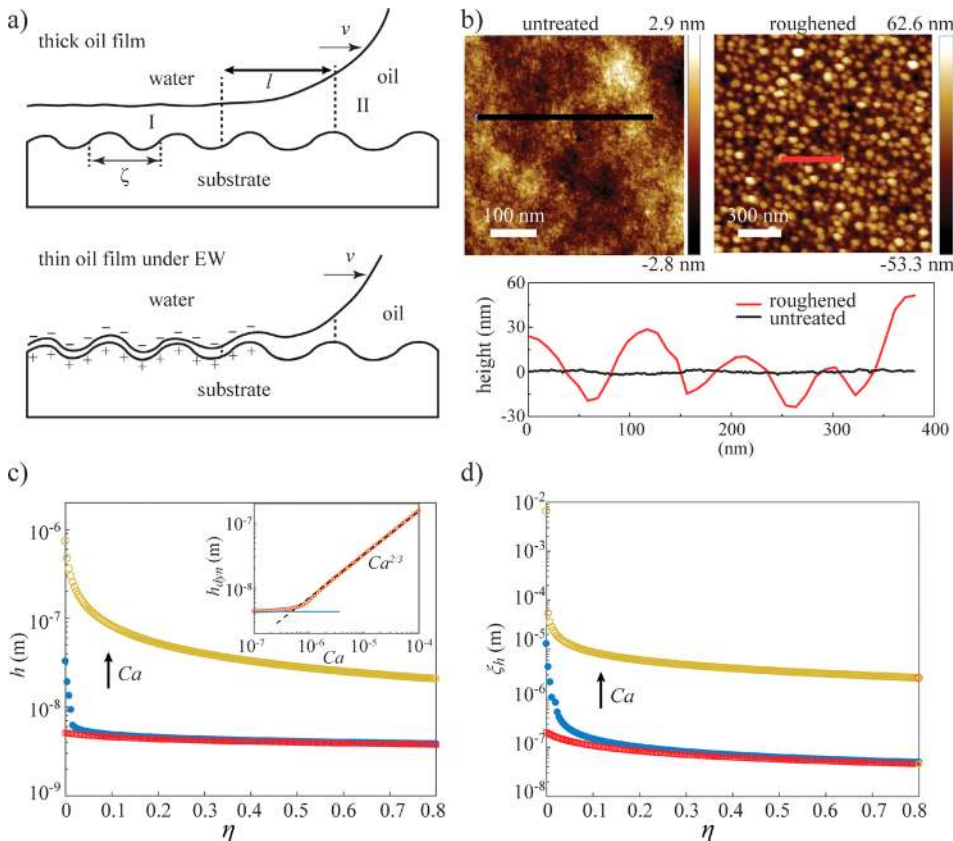 a)
thick oil film
v
water
l
oil
I
II
ζ
substrate
thin oil film under EW
v
water
oil
substrate
b)
untreated
2.9 nm
roughened
62.6 nm
100 nm
300 nm
-2.8 nm
-53.3 nm
60
30
0
-30
height (nm)
roughened
untreated
0
100
200
300
400
(nm)
c)
10⁻⁶
10⁻⁷
10⁻⁸
10⁻⁹
h (m)
Ca
0
0.1
0.2
0.3
0.4
0.5
0.6
0.7
0.8
η
10⁻⁷
10⁻⁸
h_dyn (m)
Ca^2/3
10⁻⁷
10⁻⁶
10⁻⁵
10⁻⁴
Ca
d)
10⁻²
10⁻³
10⁻⁴
10⁻⁵
10⁻⁶
10⁻⁷
10⁻⁸
ξ_h (m)
Ca
0
0.1
0.2
0.3
0.4
0.5
0.6
0.7
0.8
η